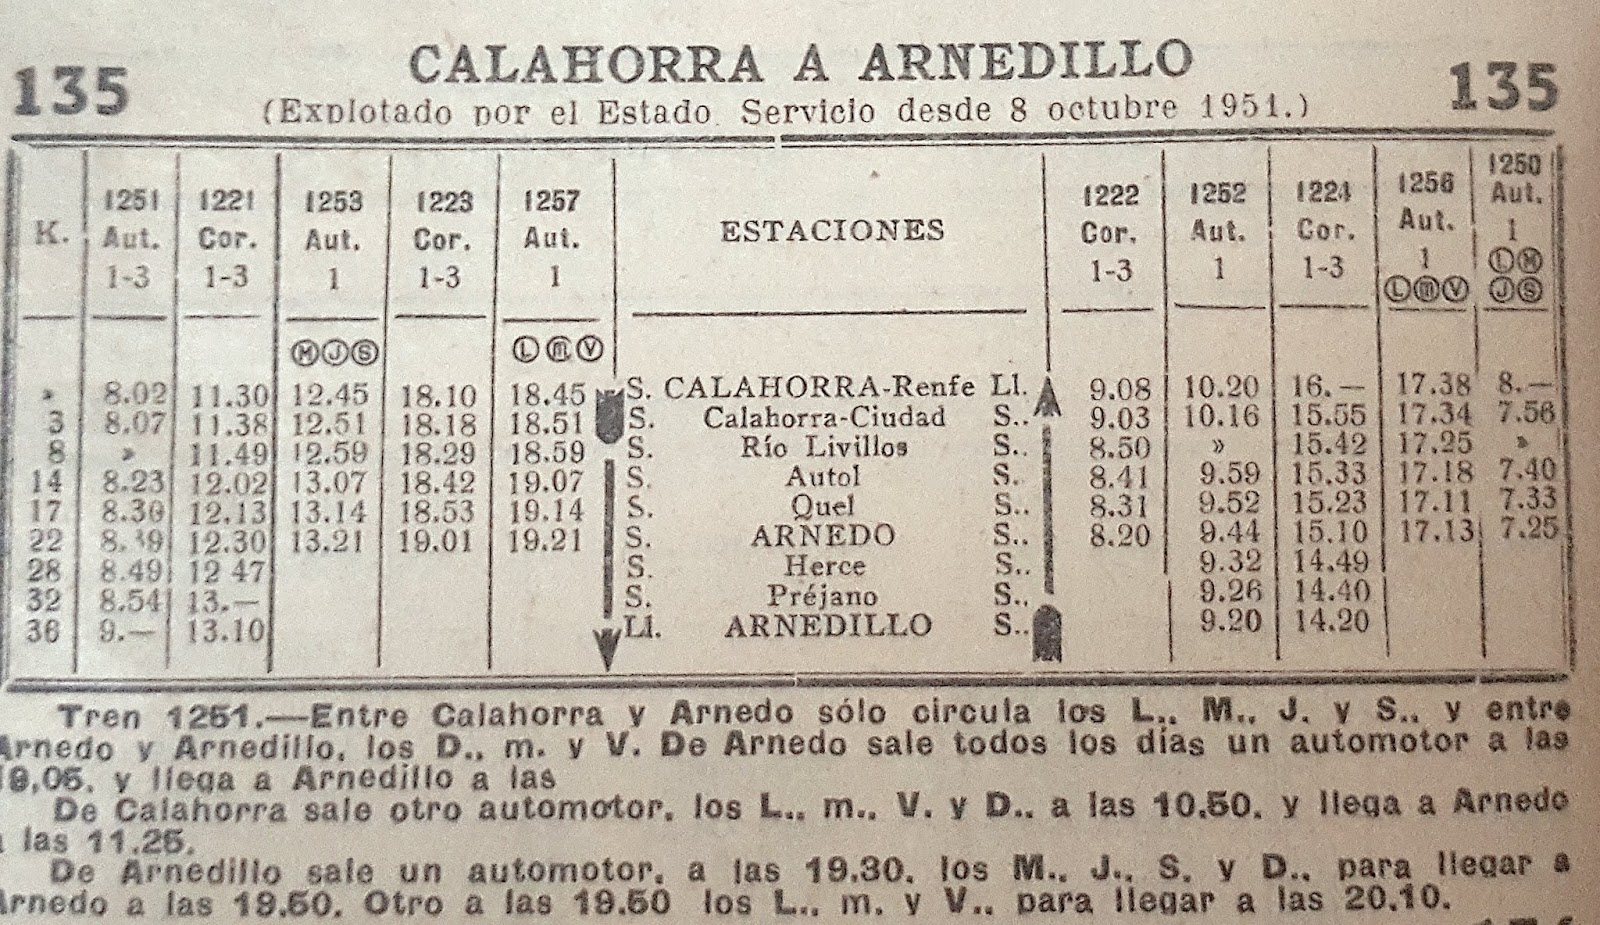 CALAHORRA A ARNEDILLO
135 135
(Explotado por el Estado. Servicio desde 8 octubre 1951.)
K. 1251 1221 1253 1223 1257 ESTACIONES 1222 1252 1224 1256 1250
Aut. Cor. Aut. Cor. Aut. Cor. Aut. Cor. Aut. Aut.
1-3 1-3 1 1-3 1 1-3 1 1-3 1 1
Ⓛ ⓜ Ⓥ Ⓛ Ⓜ Ⓙ Ⓢ
Ⓜ Ⓙ Ⓢ Ⓛ ⓜ Ⓥ
» 8.02 11.30 12.45 18.10 18.45 S. CALAHORRA-Renfe Ll. 9.08 10.20 16.— 17.38 8.—
3 8.07 11.38 12.51 18.18 18.51 S. Calahorra-Ciudad S.. 9.03 10.16 15.55 17.34 7.56
8 » 11.49 12.59 18.29 18.59 S. Río Livillos S.. 8.50 » 15.42 17.25 »
14 8.23 12.02 13.07 18.42 19.07 S. Autol S. 8.41 9.59 15.33 17.18 7.40
17 8.30 12.13 13.14 18.53 19.14 S. Quel S.. 8.31 9.52 15.23 17.11 7.33
22 8.39 12.30 13.21 19.01 19.21 S. ARNEDO S.. 8.20 9.44 15.10 17.13 7.25
28 8.49 12 47 S. Herce S.. 9.32 14.49
32 8.54 13.— S. Préjano S.. 9.26 14.40
36 9.— 13.10 Ll. ARNEDILLO S.. 9.20 14.20
Tren 1251.—Entre Calahorra y Arnedo sólo circula los L., M., J. y S., y entre
Arnedo y Arnedillo, los D., m. y V. De Arnedo sale todos los días un automotor a las
19,05, y llega a Arnedillo a las
De Calahorra sale otro automotor, los L., m., V. y D., a las 10.50, y llega a Arnedo
a las 11.25.
De Arnedillo sale un automotor, a las 19.30, los M., J., S. y D., para llegar a
Arnedo a las 19.50. Otro a las 19.50 los L., m. y V., para llegar a las 20.10.